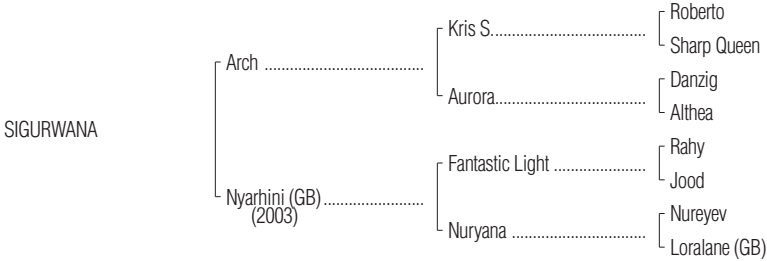 Roberto
Kris S. ....................................
Sharp Queen
Arch ......................................
Danzig
Aurora....................................
Althea
SIGURWANA
Rahy
Fantastic Light ......................
Jood
Nyarhini (GB) ........................
(2003)
Nureyev
Nuryana ................................
Loralane (GB)